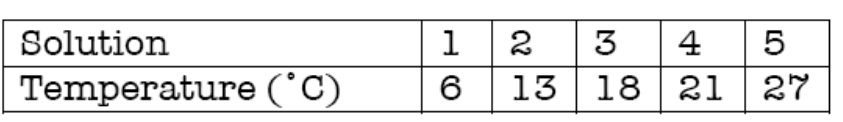 Solution 1 2 3 4 5
Temperature (°C) 6 13 18 21 27